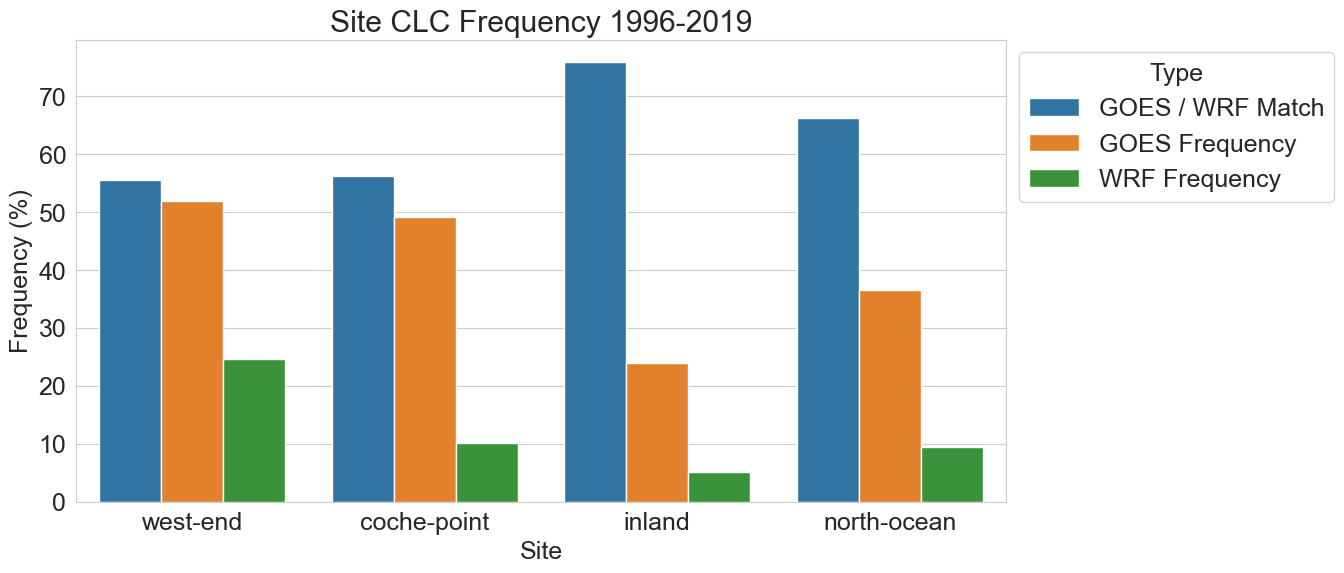 Site CLC Frequency 1996-2019
Type
GOES / WRF Match
GOES Frequency
WRF Frequency
Frequency (%)
70
60
50
40
30
20
10
0
west-end
coche-point
inland
north-ocean
Site